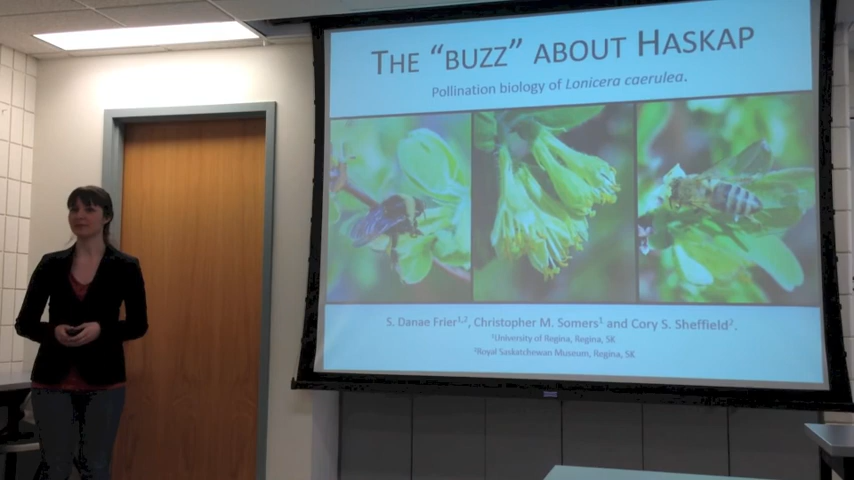 THE “BUZZ” ABOUT HASKAP
Pollination biology of Lonicera caerulea.
S. Danae Frier1,2, Christopher M. Somers1 and Cory S. Sheffield2.
1University of Regina, Regina, SK
2Royal Saskatchewan Museum, Regina, SK